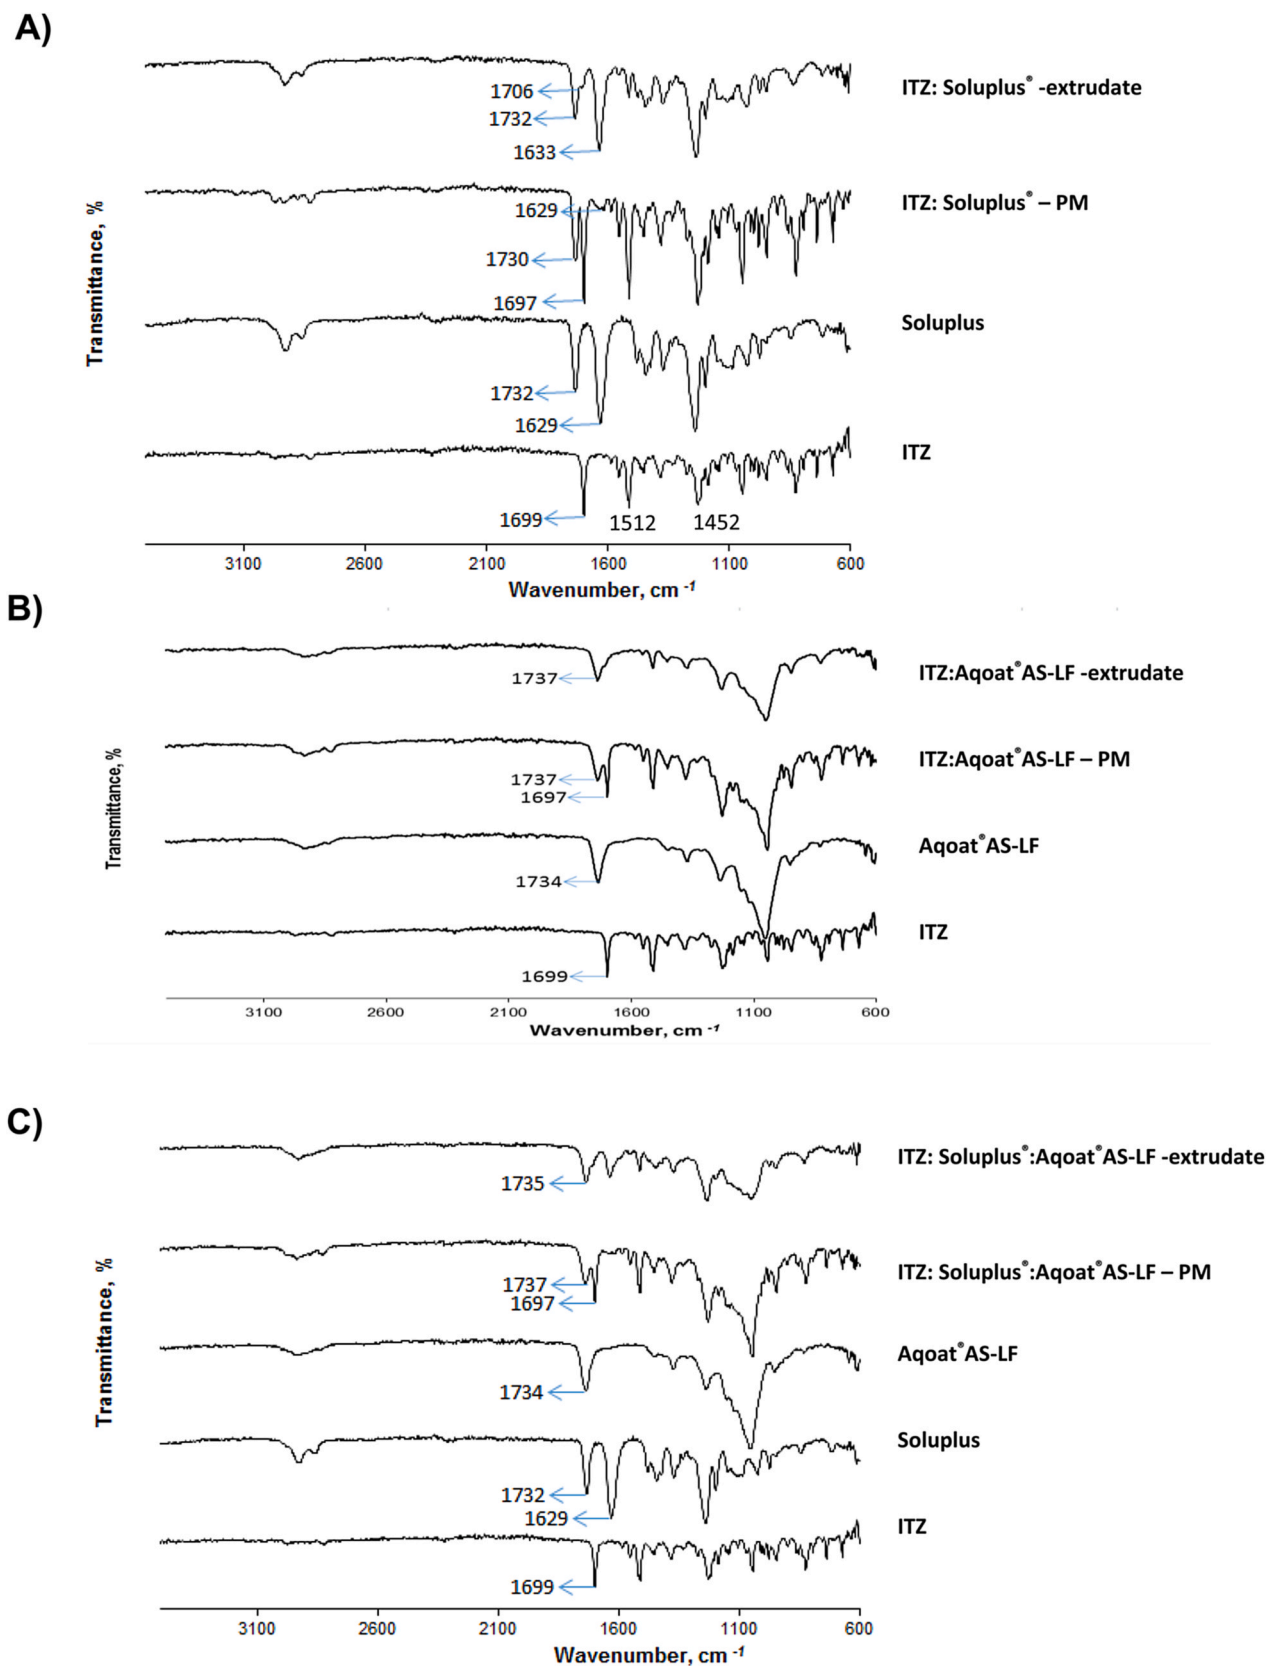 A)
1706
1732
1633
ITZ: Soluplus® -extrudate
1629
1730
1697
ITZ: Soluplus® – PM
1732
1629
Soluplus
1699
1512
1452
ITZ
Transmittance, %
3100 2600 2100 1600 1100 600
Wavenumber, cm -1
B)
1737
ITZ:Aqoat®AS-LF -extrudate
1737
1697
ITZ:Aqoat®AS-LF – PM
1734
Aqoat®AS-LF
1699
ITZ
Transmittance, %
3100 2600 2100 1600 1100 600
Wavenumber, cm -1
C)
1735
ITZ: Soluplus®:Aqoat®AS-LF -extrudate
1737
1697
ITZ: Soluplus®:Aqoat®AS-LF – PM
1734
Aqoat®AS-LF
1732
1629
Soluplus
1699
ITZ
Transmittance, %
3100 2600 2100 1600 1100 600
Wavenumber, cm -1